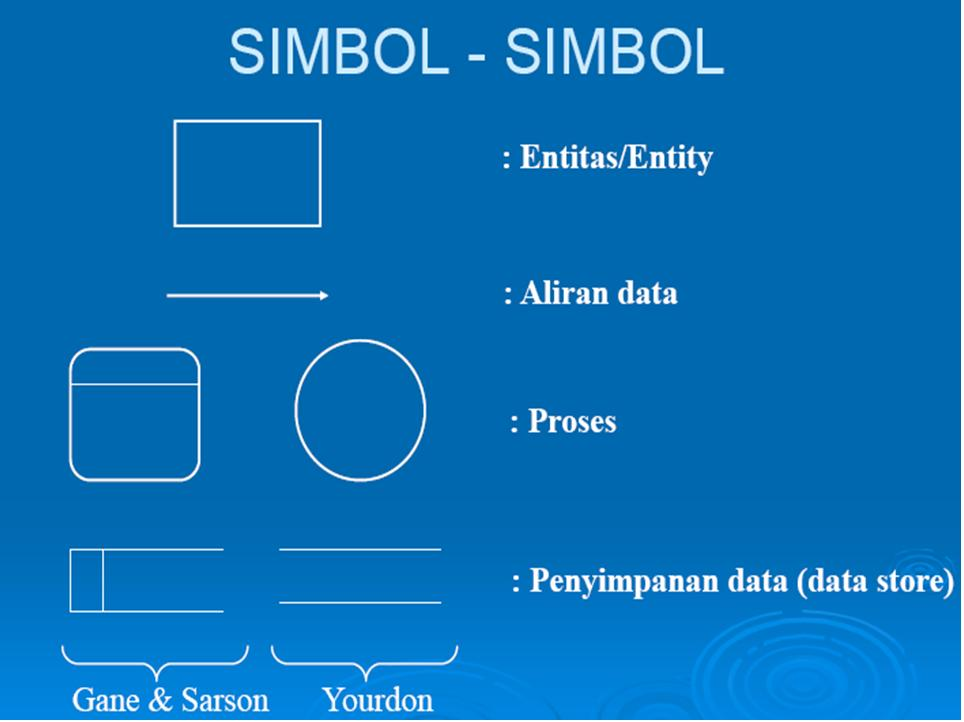 SIMBOL - SIMBOL
: Entitas/Entity
: Aliran data
: Proses
: Penyimpanan data (data store)
Gane & Sarson
Yourdon